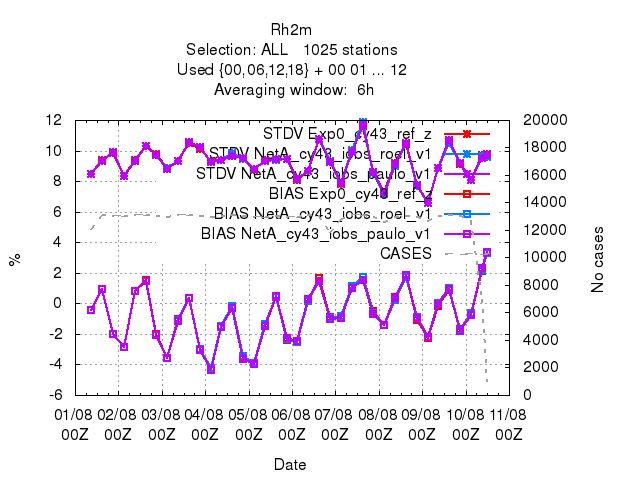 Rh2m
Selection: ALL 1025 stations
Used {00,06,12,18} + 00 01 ... 12
Averaging window: 6h
STDV Exp0_cy43_ref_z
STDV NetA_cy43_iobs_roel_v1
STDV NetA_cy43_iobs_paulo_v1
BIAS Exp0_cy43_ref_z
BIAS NetA_cy43_iobs_roel_v1
BIAS NetA_cy43_iobs_paulo_v1
CASES
%
12
10
8
6
4
2
0
-2
-4
-6
No cases
20000
18000
16000
14000
12000
10000
8000
6000
4000
2000
0
01/08 02/08 03/08 04/08 05/08 06/08 07/08 08/08 09/08 10/08 11/08
00Z 00Z 00Z 00Z 00Z 00Z 00Z 00Z 00Z 00Z 00Z
Date